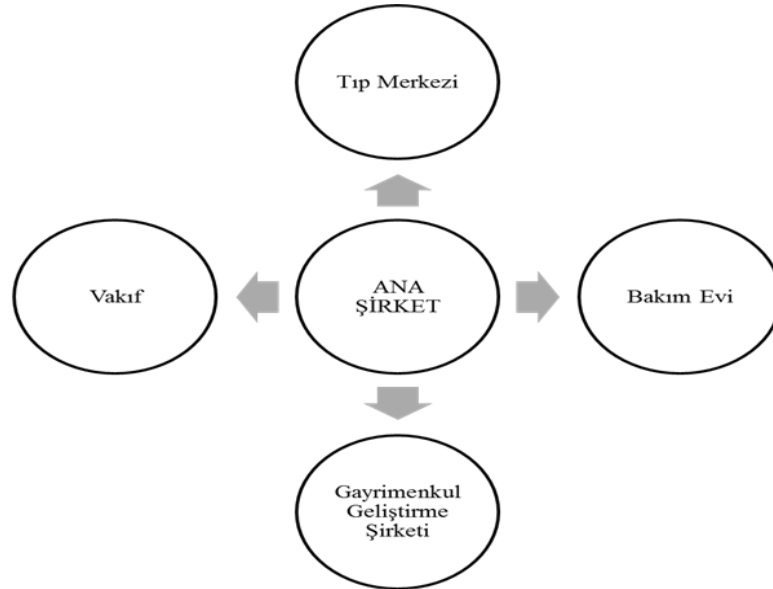 Tıp Merkezi
Vakıf
ANA
ŞİRKET
Bakım Evi
Gayrimenkul
Geliştirme
Şirketi